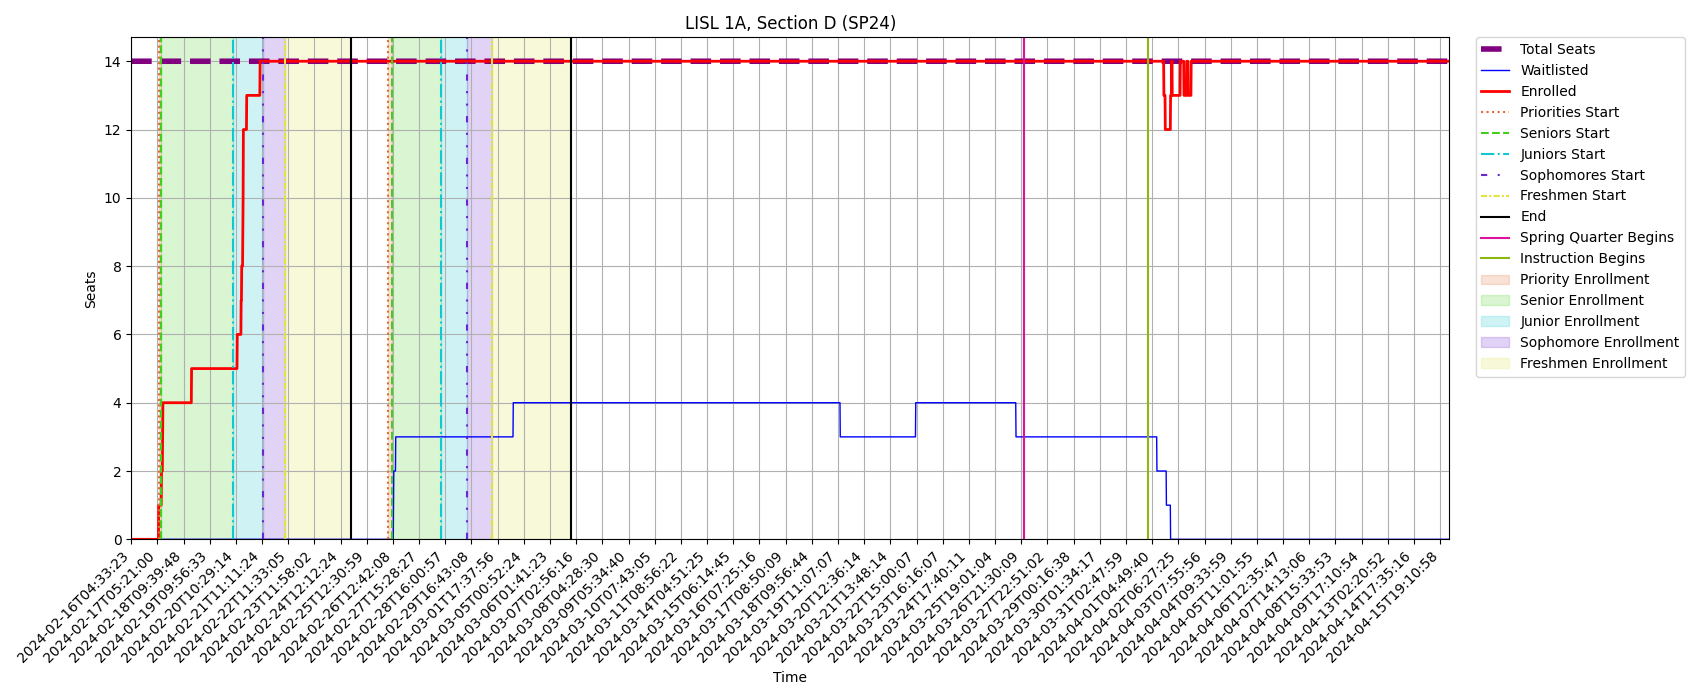 LISL 1A, Section D (SP24)
Seats
14
12
10
8
6
4
2
0
2024-02-16T04:33:23
2024-02-17T05:21:00
2024-02-18T09:39:48
2024-02-19T09:56:33
2024-02-20T10:29:14
2024-02-21T11:11:24
2024-02-22T11:33:05
2024-02-23T11:58:02
2024-02-24T12:12:24
2024-02-25T12:30:59
2024-02-26T12:42:08
2024-02-27T15:28:27
2024-02-28T16:00:57
2024-02-29T16:43:08
2024-03-01T17:37:56
2024-03-05T00:52:24
2024-03-06T01:41:23
2024-03-07T02:56:16
2024-03-08T04:28:30
2024-03-09T05:34:40
2024-03-10T07:43:05
2024-03-11T08:56:22
2024-03-14T04:51:25
2024-03-15T06:14:45
2024-03-16T07:25:16
2024-03-17T08:50:09
2024-03-18T09:56:44
2024-03-19T11:07:07
2024-03-20T12:36:14
2024-03-21T13:48:14
2024-03-22T15:00:07
2024-03-23T16:16:07
2024-03-24T17:40:11
2024-03-25T19:01:04
2024-03-26T21:30:09
2024-03-27T22:51:02
2024-03-29T00:16:38
2024-03-30T01:34:17
2024-03-31T02:47:59
2024-04-01T04:49:40
2024-04-02T06:27:25
2024-04-03T07:55:56
2024-04-04T09:33:59
2024-04-05T11:01:55
2024-04-06T12:35:47
2024-04-07T14:13:06
2024-04-08T15:33:53
2024-04-09T17:10:54
2024-04-13T02:20:52
2024-04-14T17:35:16
2024-04-15T19:10:58
Time
Total Seats
Waitlisted
Enrolled
Priorities Start
Seniors Start
Juniors Start
Sophomores Start
Freshmen Start
End
Spring Quarter Begins
Instruction Begins
Priority Enrollment
Senior Enrollment
Junior Enrollment
Sophomore Enrollment
Freshmen Enrollment